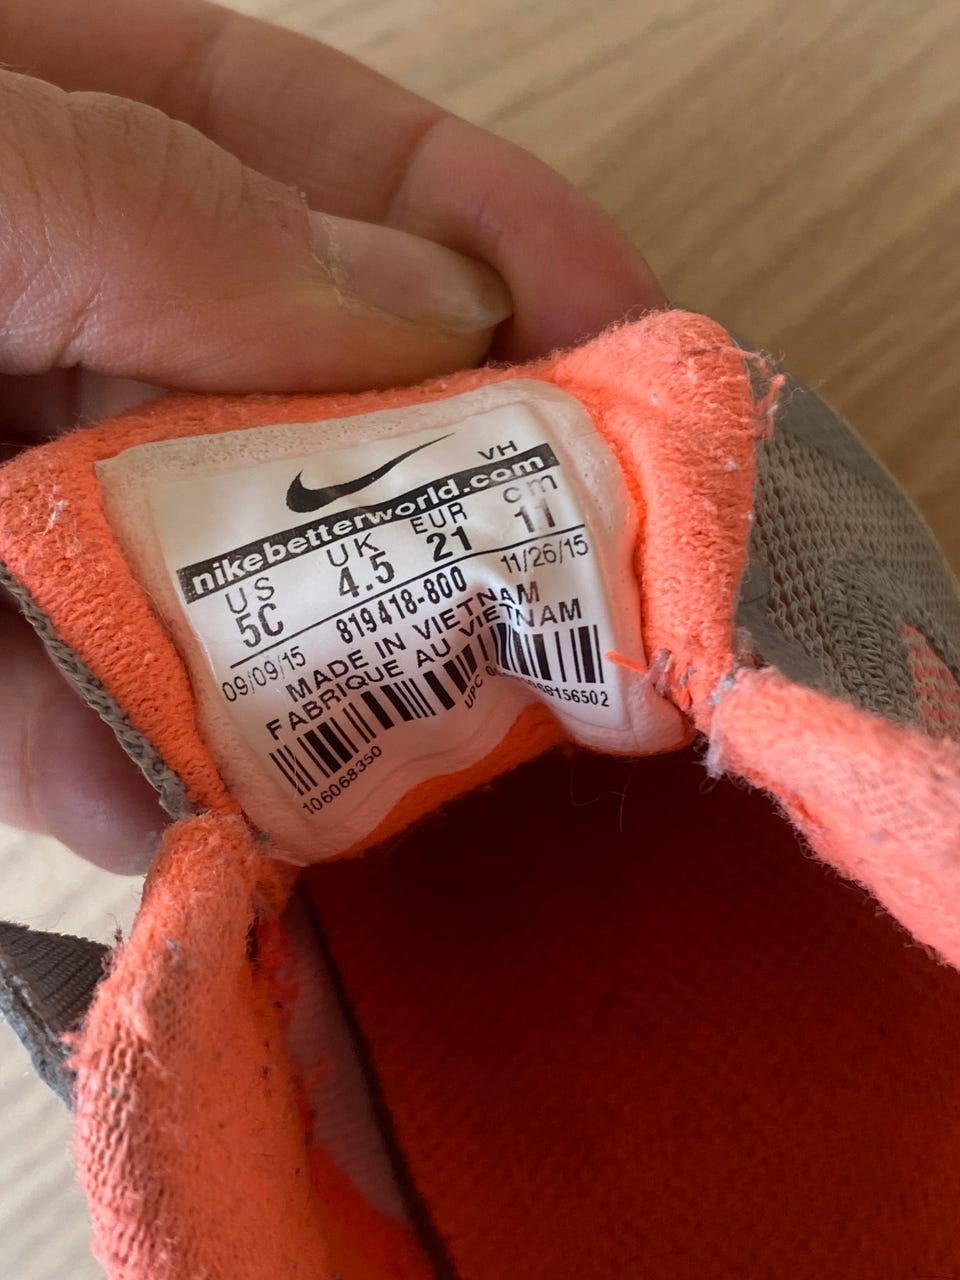 VH
nikebetterworld.com
US UK EUR cm
5C 4.5 21 11
09/09/15 819418-800 11/26/15
MADE IN VIETNAM
FABRIQUE AU VIETNAM
106068350
UPC